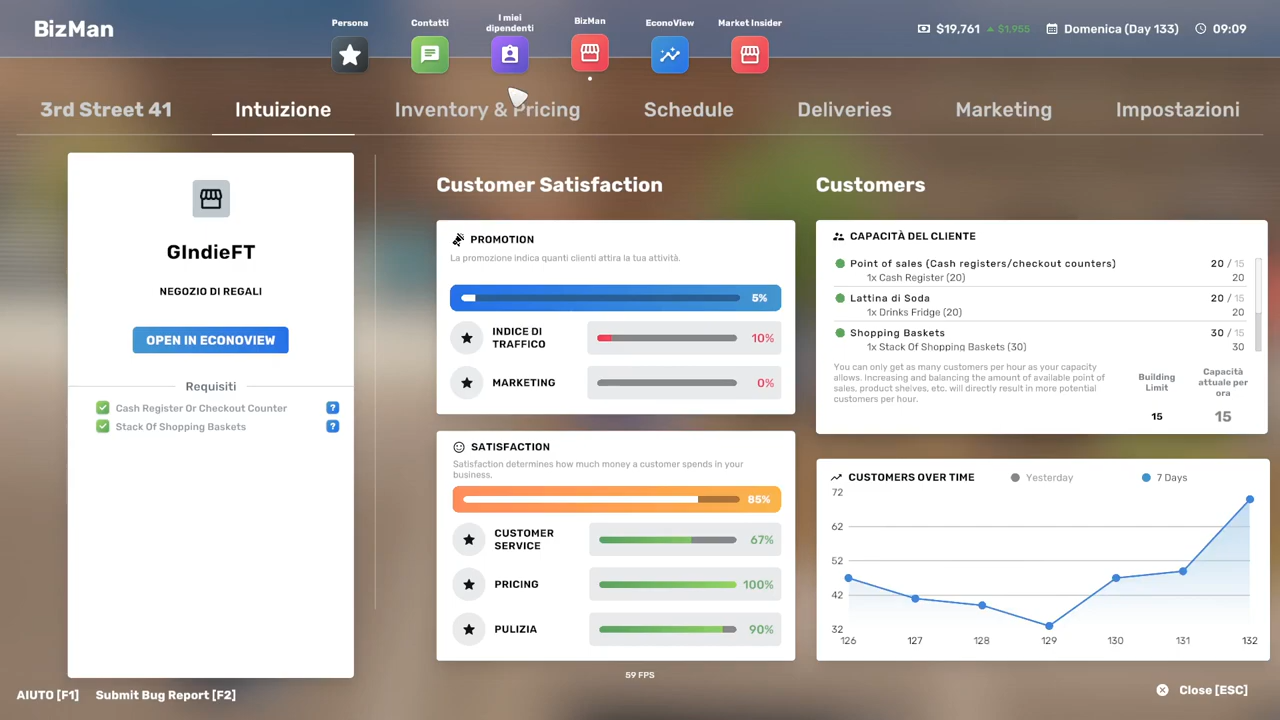 BizMan
Persona
Contatti
I miei
dipendenti
BizMan
EconoView
Market Insider
$19,761
$1.955
Domenica (Day 133)
09:09
3rd Street 41
Intuizione
Inventory & Pricing
Schedule
Deliveries
Marketing
Impostazioni
GIndieFT
NEGOZIO DI REGALI
OPEN IN ECONOVIEW
Requisiti
Cash Register Or Checkout Counter
?
Stack Of Shopping Baskets
?
Customer Satisfaction
PROMOTION
La promozione indica quanti clienti attira la tua attività.
5%
INDICE DI
TRAFFICO
10%
MARKETING
0%
SATISFACTION
Satisfaction determines how much money a customer spends in your
business.
85%
CUSTOMER
SERVICE
67%
PRICING
100%
PULIZIA
90%
Customers
CAPACITÀ DEL CLIENTE
Point of sales (Cash registers/checkout counters)
20 / 15
1x Cash Register (20)
20
Lattina di Soda
20 / 15
1x Drinks Fridge (20)
20
Shopping Baskets
30 / 15
1x Stack Of Shopping Baskets (30)
30
You can only get as many customers per hour as your capacity
allows. Increasing and balancing the amount of available point of
sales, product shelves, etc. will directly result in more potential
customers per hour.
Building
Limit
15
Capacità
attuale per
ora
15
CUSTOMERS OVER TIME
Yesterday
7 Days
72
62
52
42
32
126
127
128
129
130
131
132
59 FPS
AIUTO [F1]
Submit Bug Report [F2]
Close [ESC]